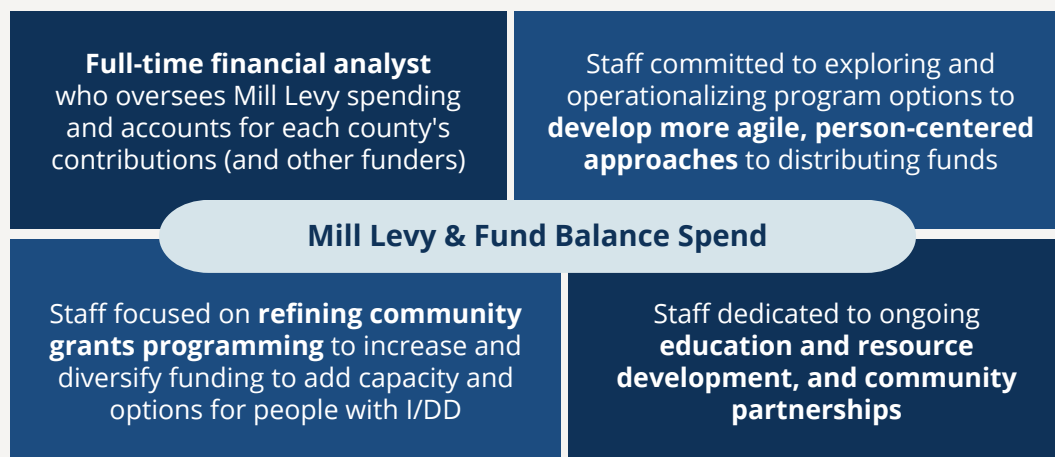 Full-time financial analyst
who oversees Mill Levy spending
and accounts for each county's
contributions (and other funders)
Staff committed to exploring and
operationalizing program options to
develop more agile, person-centered
approaches to distributing funds
Mill Levy & Fund Balance Spend
Staff focused on refining community
grants programming to increase and
diversify funding to add capacity and
options for people with I/DD
Staff dedicated to ongoing
education and resource
development, and community
partnerships